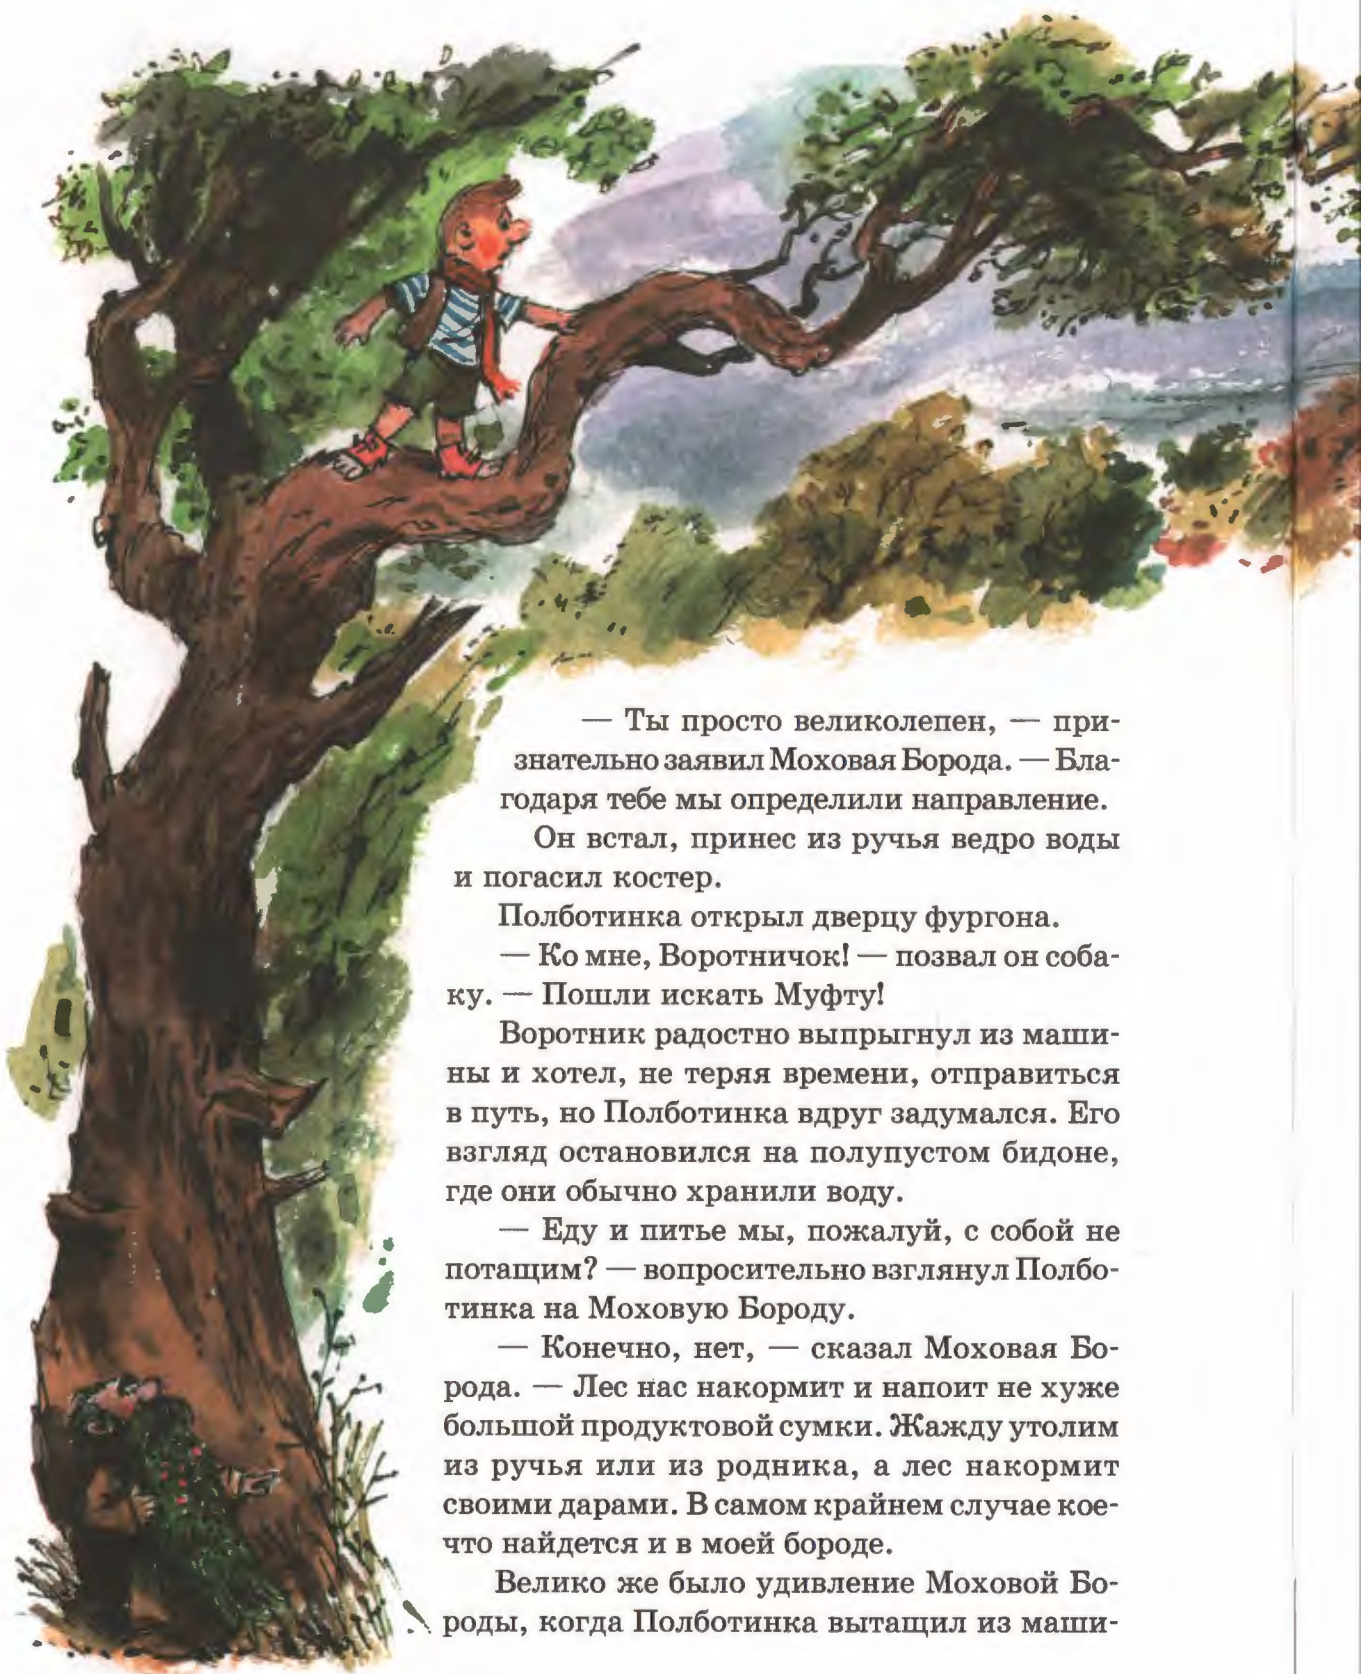 — Ты просто великолепен, — при-
знательно заявил Моховая Борода. — Бла-
годаря тебе мы определили направление.
Он встал, принес из ручья ведро воды
и погасил костер.
Полботинка открыл дверцу фургона.
— Ко мне, Воротничок! — позвал он соба-
ку. — Пошли искать Муфту!
Воротник радостно выпрыгнул из маши-
ны и хотел, не теряя времени, отправиться
в путь, но Полботинка вдруг задумался. Его
взгляд остановился на полупустом бидоне,
где они обычно хранили воду.
— Еду и питье мы, пожалуй, с собой не
потащим? — вопросительно взглянул Полбо-
тинка на Моховую Бороду.
— Конечно, нет, — сказал Моховая Бо-
рода. — Лес нас накормит и напоит не хуже
большой продуктовой сумки. Жажду утолим
из ручья или из родника, а лес накормит
своими дарами. В самом крайнем случае кое-
что найдется и в моей бороде.
Велико же было удивление Моховой Бо-
роды, когда Полботинка вытащил из маши-